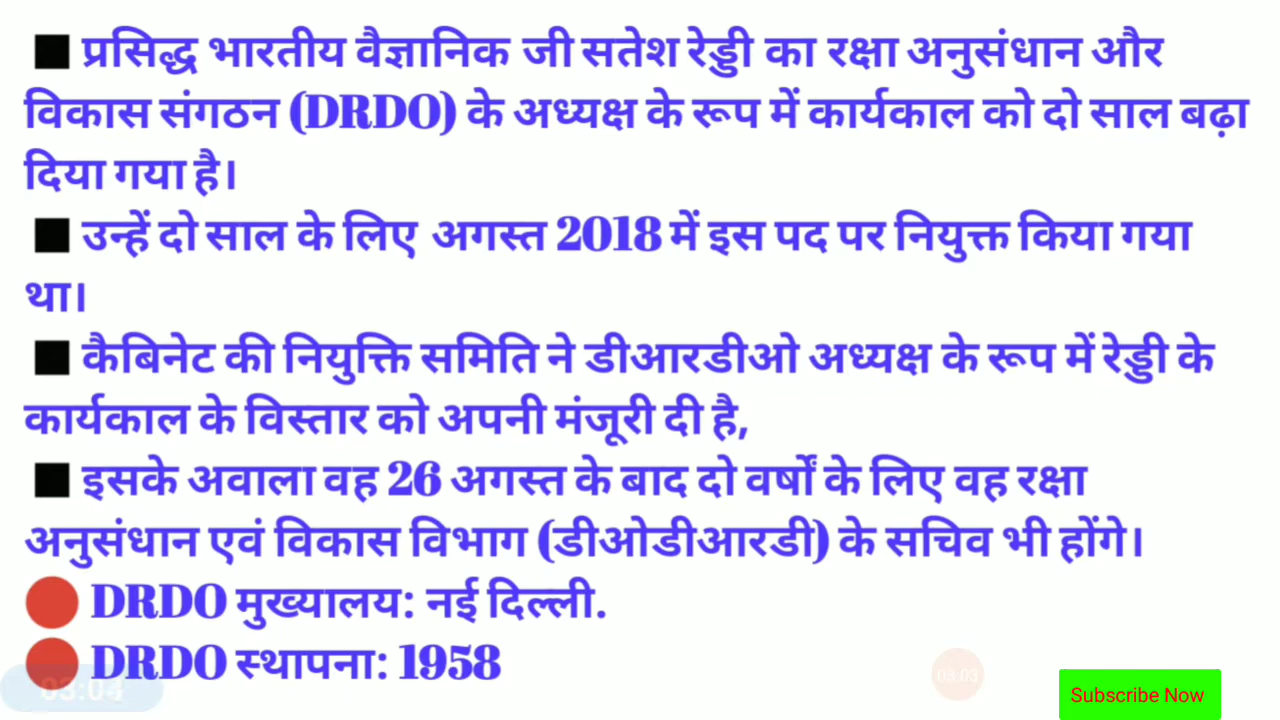 प्रसिद्ध भारतीय वैज्ञानिक जी सतेश रेड्डी का रक्षा अनुसंधान और
विकास संगठन (DRDO) के अध्यक्ष के रूप में कार्यकाल को दो साल बढ़ा
दिया गया है।
उन्हें दो साल के लिए अगस्त 2018 में इस पद पर नियुक्त किया गया
था।
कैबिनेट की नियुक्ति समिति ने डीआरडीओ अध्यक्ष के रूप में रेड्डी के
कार्यकाल के विस्तार को अपनी मंजूरी दी है,
इसके अवाला वह 26 अगस्त के बाद दो वर्षों के लिए वह रक्षा
अनुसंधान एवं विकास विभाग (डीओडीआरडी) के सचिव भी होंगे।
DRDO मुख्यालय: नई दिल्ली.
DRDO स्थापना: 1958
03:03
Subscribe Now